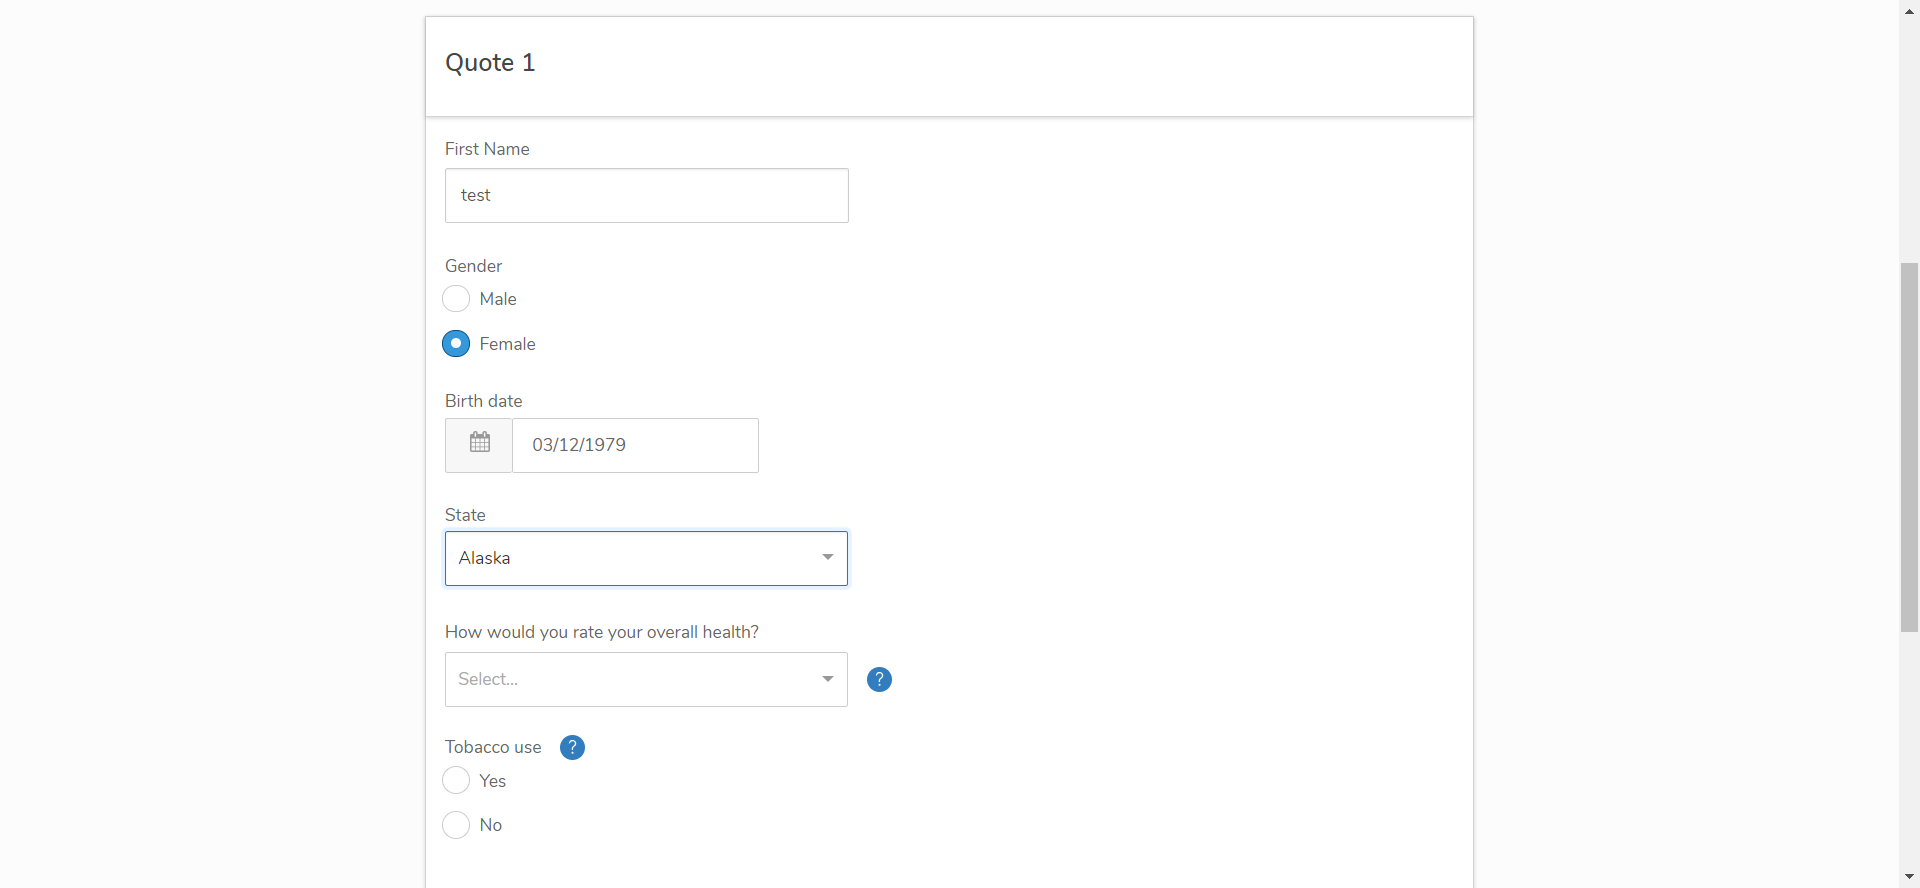 Quote 1
First Name
test
Gender
Male
Female
Birth date
03/12/1979
State
Alaska
How would you rate your overall health?
Select...
?
Tobacco use ?
Yes
No